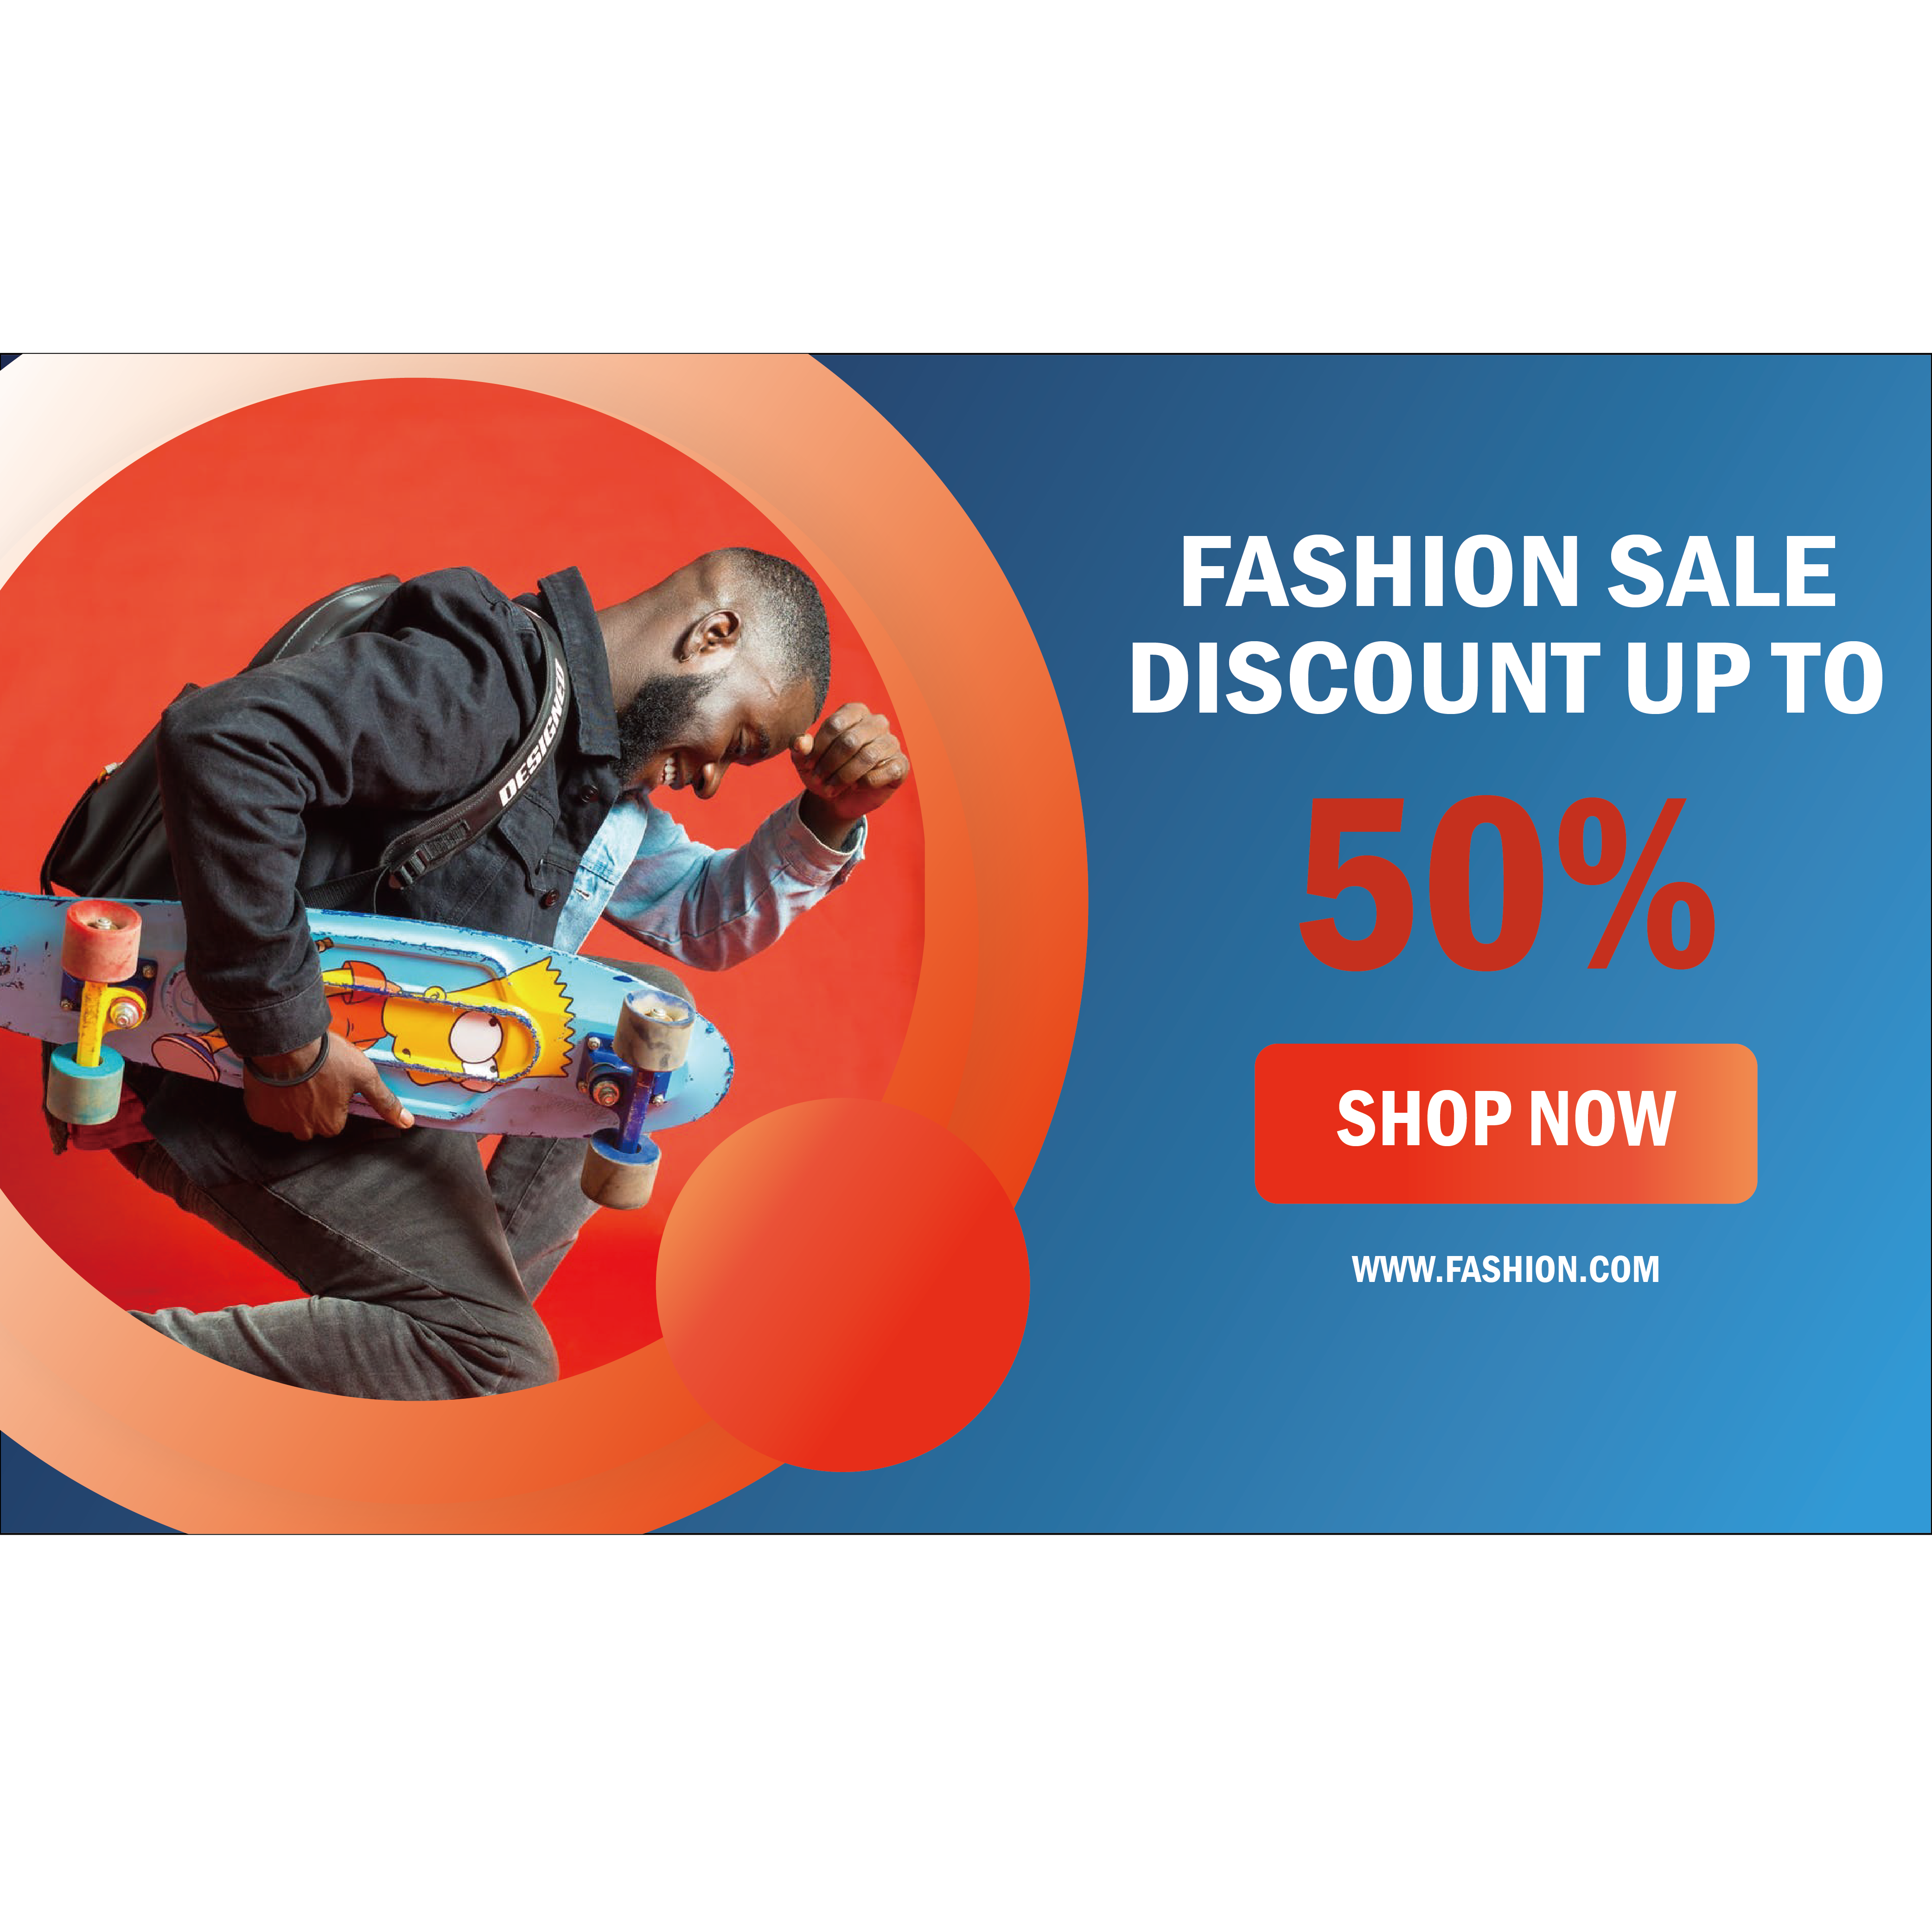 DESIGNED
FASHION SALE
DISCOUNT UP TO
50%
SHOP NOW
WWW.FASHION.COM